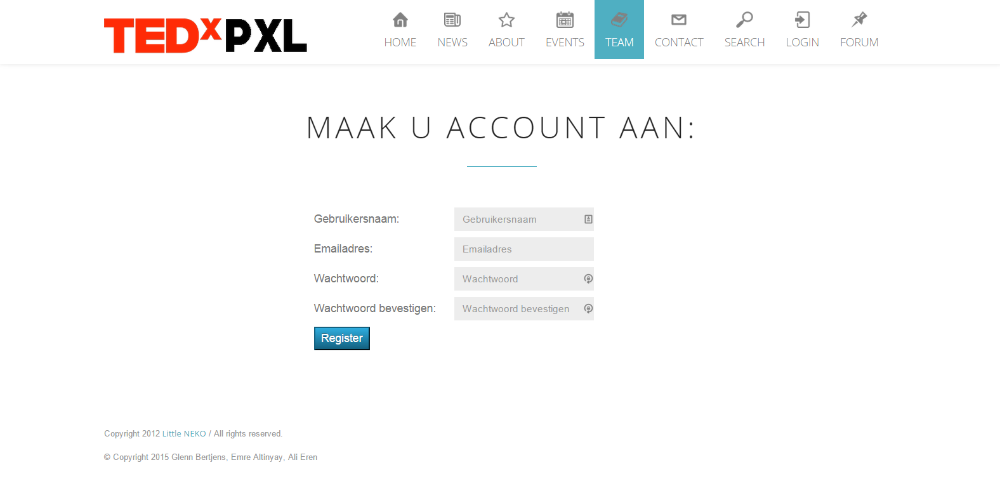 TEDxPXL
HOME NEWS ABOUT EVENTS TEAM CONTACT SEARCH LOGIN FORUM
MAAK U ACCOUNT AAN:
Gebruikersnaam: Gebruikersnaam
Emailadres: Emailadres
Wachtwoord: Wachtwoord
Wachtwoord bevestigen: Wachtwoord bevestigen
Register
Copyright 2012 Little NEKO / All rights reserved.
© Copyright 2015 Glenn Bertjens, Emre Altinyay, Ali Eren